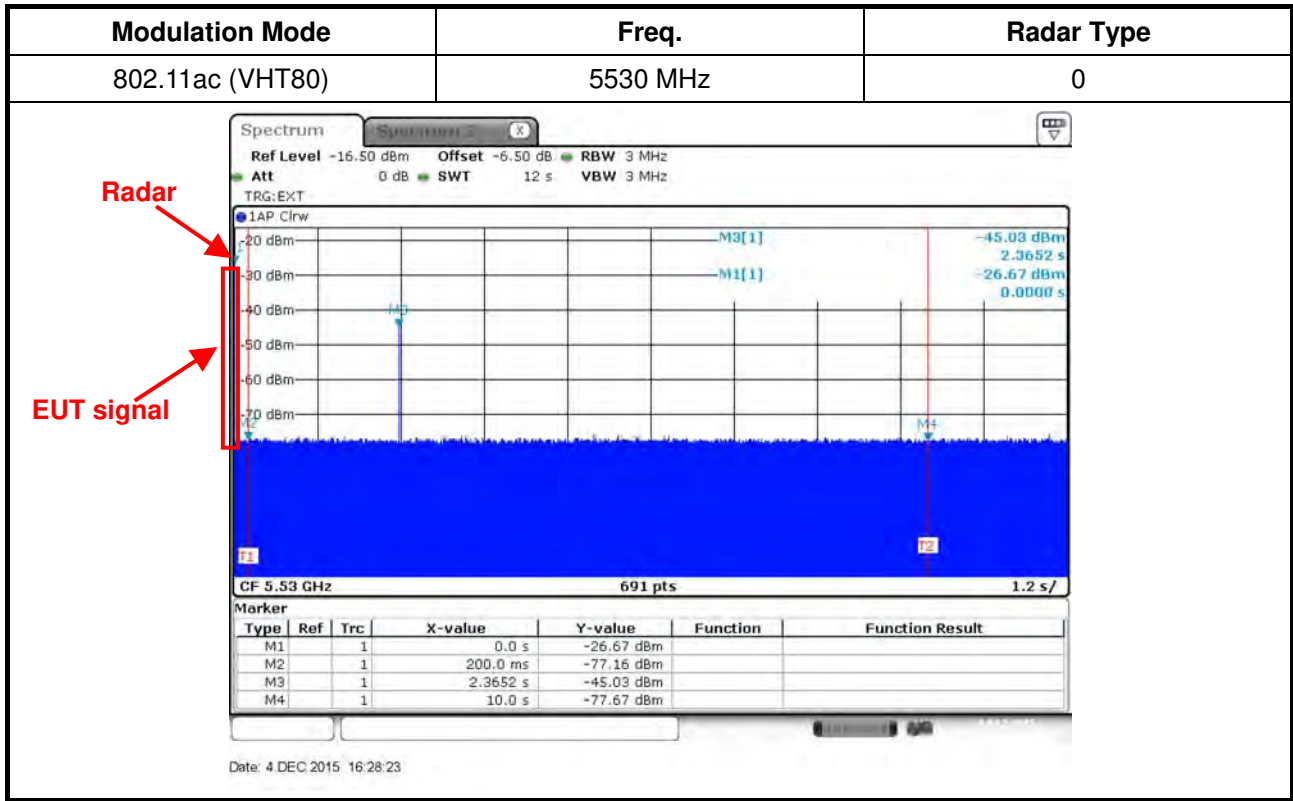 Modulation Mode Freq. Radar Type
802.11ac (VHT80) 5530 MHz 0
Spectrum
Ref Level -16.50 dBm Offset -6.50 dB RBW 3 MHz
Att 0 dB SWT 12 s VBW 3 MHz
TRG:EXT
Radar
1AP Clrw
-20 dBm M3[1] -45.03 dBm
2.3652 s
-30 dBm M1[1] -26.67 dBm
0.0000 s
-40 dBm M3
-50 dBm
-60 dBm
EUT signal
-70 dBm
M2 M4
T1 T2
CF 5.53 GHz 691 pts 1.2 s/
Marker
Type Ref Trc X-value Y-value Function Function Result
M1 1 0.0 s -26.67 dBm
M2 1 200.0 ms -77.16 dBm
M3 1 2.3652 s -45.03 dBm
M4 1 10.0 s -77.67 dBm
Date: 4.DEC 2015 16:28:23